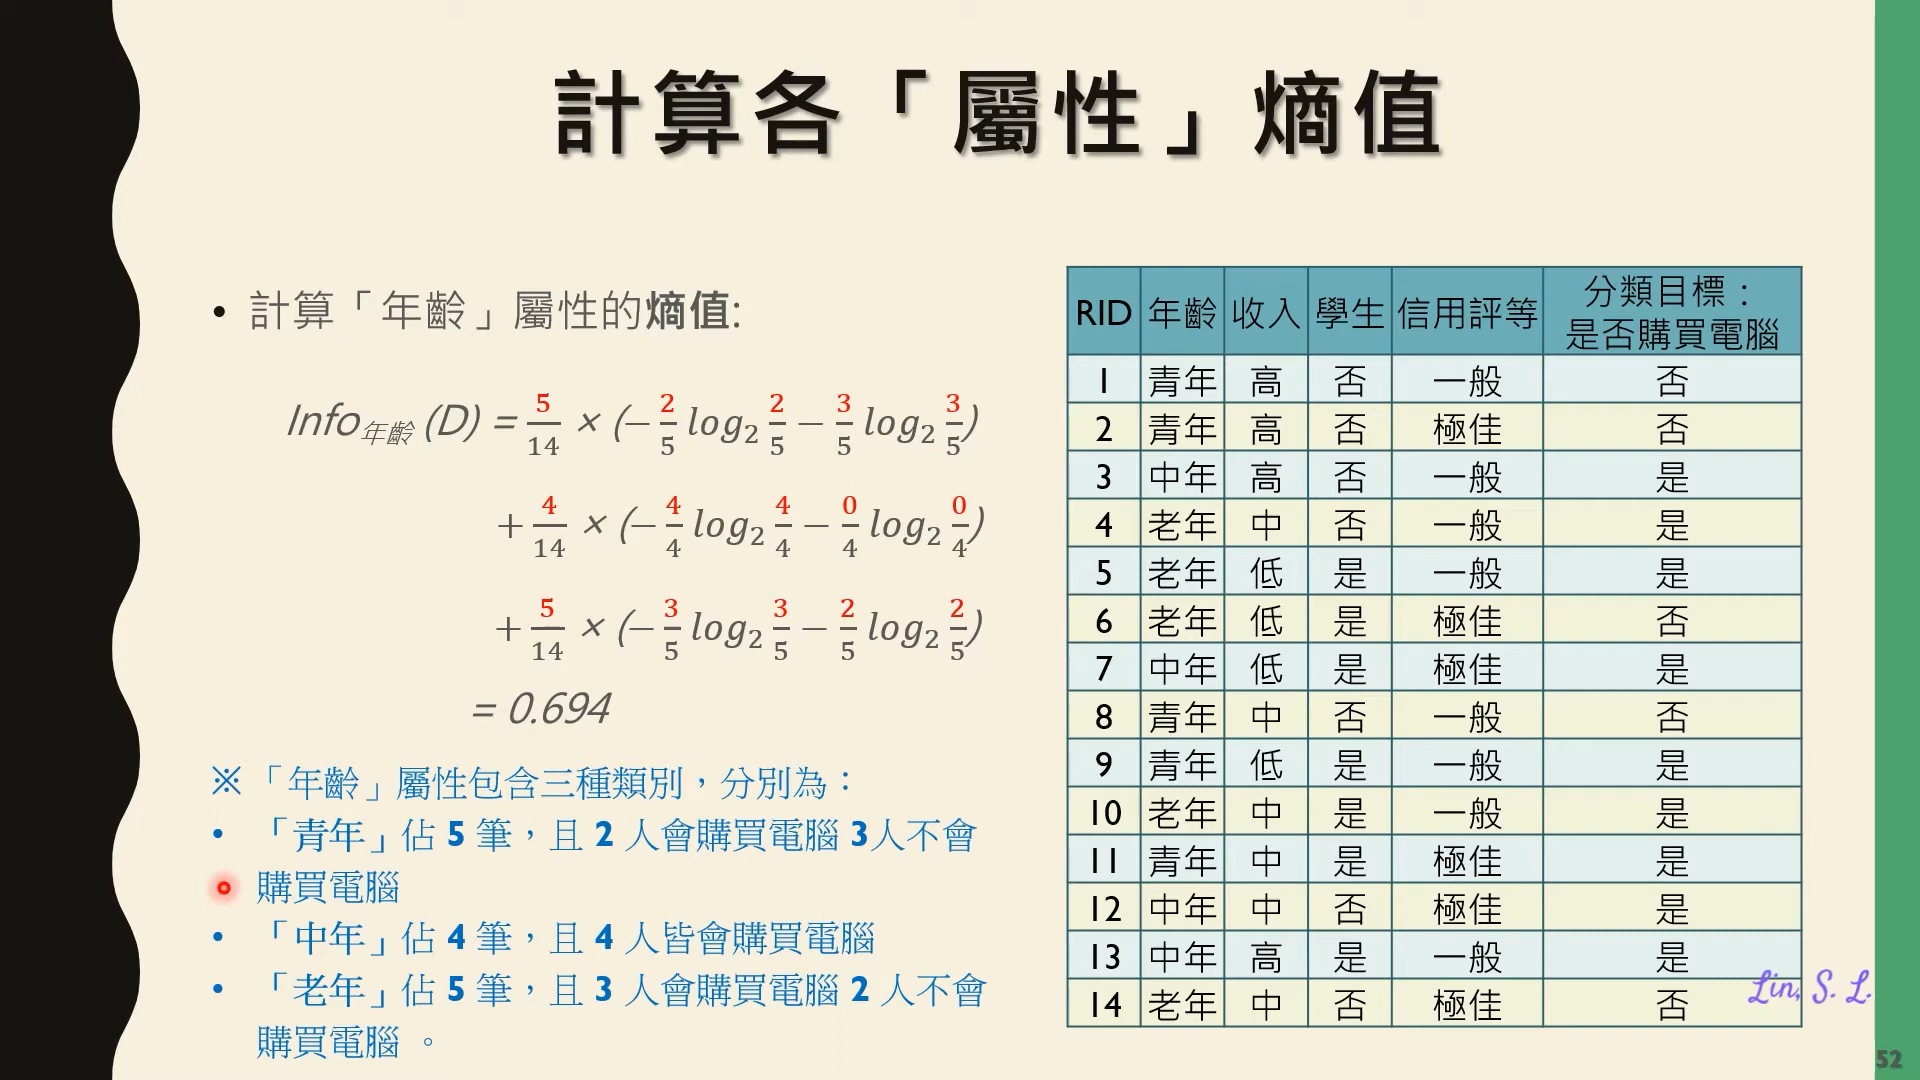 計算各「屬性」熵值
• 計算「年齡」屬性的熵值:
Info年齡 (D) = 5/14 × (− 2/5 log₂ 2/5 − 3/5 log₂ 3/5)
+ 4/14 × (− 4/4 log₂ 4/4 − 0/4 log₂ 0/4)
+ 5/14 × (− 3/5 log₂ 3/5 − 2/5 log₂ 2/5)
= 0.694
※「年齡」屬性包含三種類別，分別為：
• 「青年」佔 5 筆，且 2 人會購買電腦 3人不會
購買電腦
• 「中年」佔 4 筆，且 4 人皆會購買電腦
• 「老年」佔 5 筆，且 3 人會購買電腦 2 人不會
購買電腦 。
RID 年齡 收入 學生 信用評等 分類目標：
是否購買電腦
1 青年 高 否 一般 否
2 青年 高 否 極佳 否
3 中年 高 否 一般 是
4 老年 中 否 一般 是
5 老年 低 是 一般 是
6 老年 低 是 極佳 否
7 中年 低 是 極佳 是
8 青年 中 否 一般 否
9 青年 低 是 一般 是
10 老年 中 是 一般 是
11 青年 中 是 極佳 是
12 中年 中 否 極佳 是
13 中年 高 是 一般 是
14 老年 中 否 極佳 否
Lin, S. L.
52